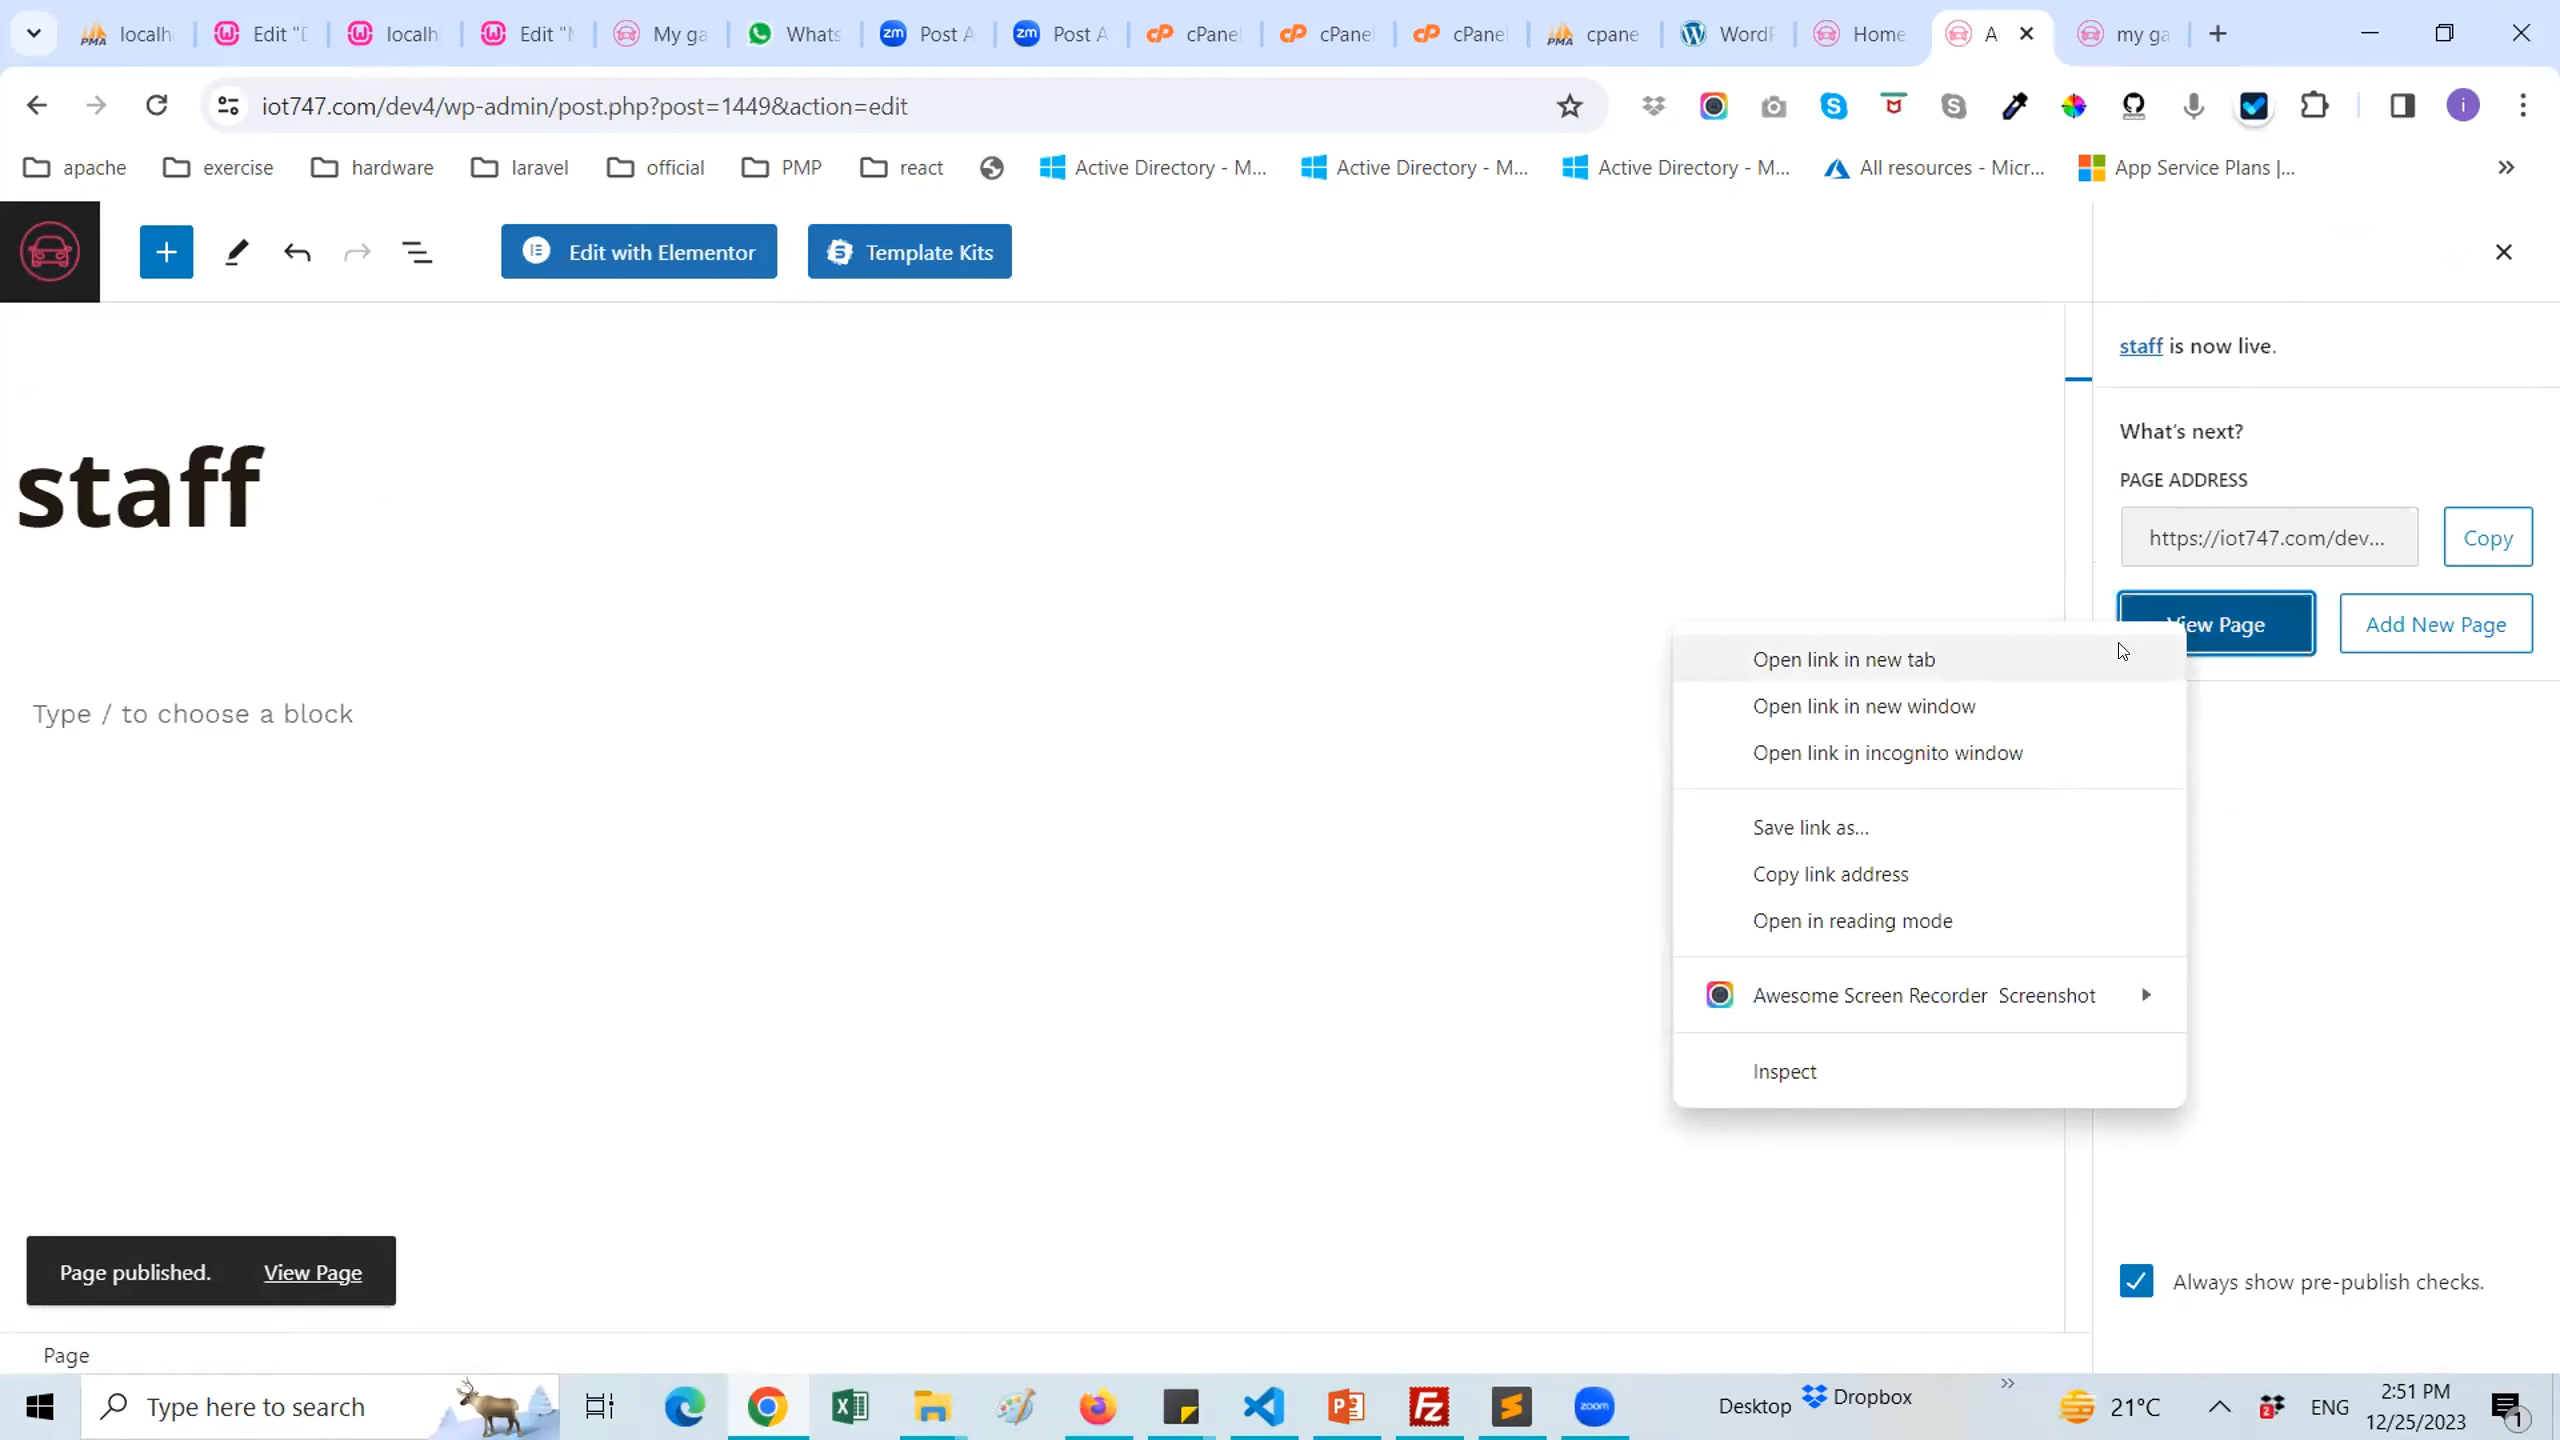 localh
Edit "D
localh
Edit "N
My ga
Whats
Post A
Post A
cPane
cPane
cPane
cpane
WordP
Home
A
my ga
iot747.com/dev4/wp-admin/post.php?post=1449&action=edit
apache
exercise
hardware
laravel
official
PMP
react
Active Directory - M...
Active Directory - M...
Active Directory - M...
All resources - Micr...
App Service Plans |...
Edit with Elementor
Template Kits
staff is now live.
What's next?
PAGE ADDRESS
https://iot747.com/dev...
Copy
View Page
Add New Page
staff
Type / to choose a block
Open link in new tab
Open link in new window
Open link in incognito window
Save link as...
Copy link address
Open in reading mode
Awesome Screen Recorder Screenshot
Inspect
Page published.
View Page
Always show pre-publish checks.
Page
Type here to search
Desktop
Dropbox
21°C
ENG
2:51 PM
12/25/2023